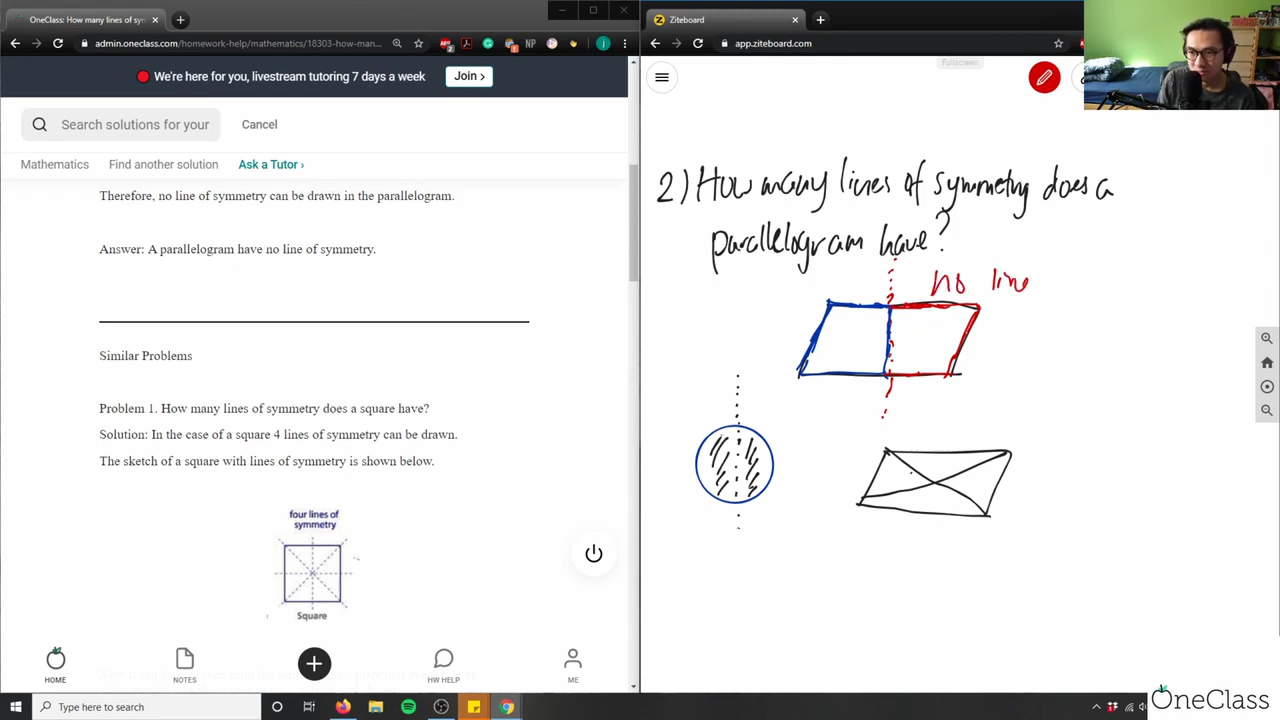 OneClass: How many lines of syn
Ziteboard
admin.oneclass.com/homework-help/mathematics/18303-how-man...
app.ziteboard.com
We're here for you, livestream tutoring 7 days a week
Join ›
Fullscreen
Search solutions for your
Cancel
Mathematics
Find another solution
Ask a Tutor ›
Therefore, no line of symmetry can be drawn in the parallelogram.
Answer: A parallelogram have no line of symmetry.
Similar Problems
Problem 1. How many lines of symmetry does a square have?
Solution: In the case of a square 4 lines of symmetry can be drawn.
The sketch of a square with lines of symmetry is shown below.
four lines of
symmetry
Square
HOME
NOTES
HW HELP
ME
Type here to search
2) How many lines of symmetry does a
parallelogram have?
no line
OneClass